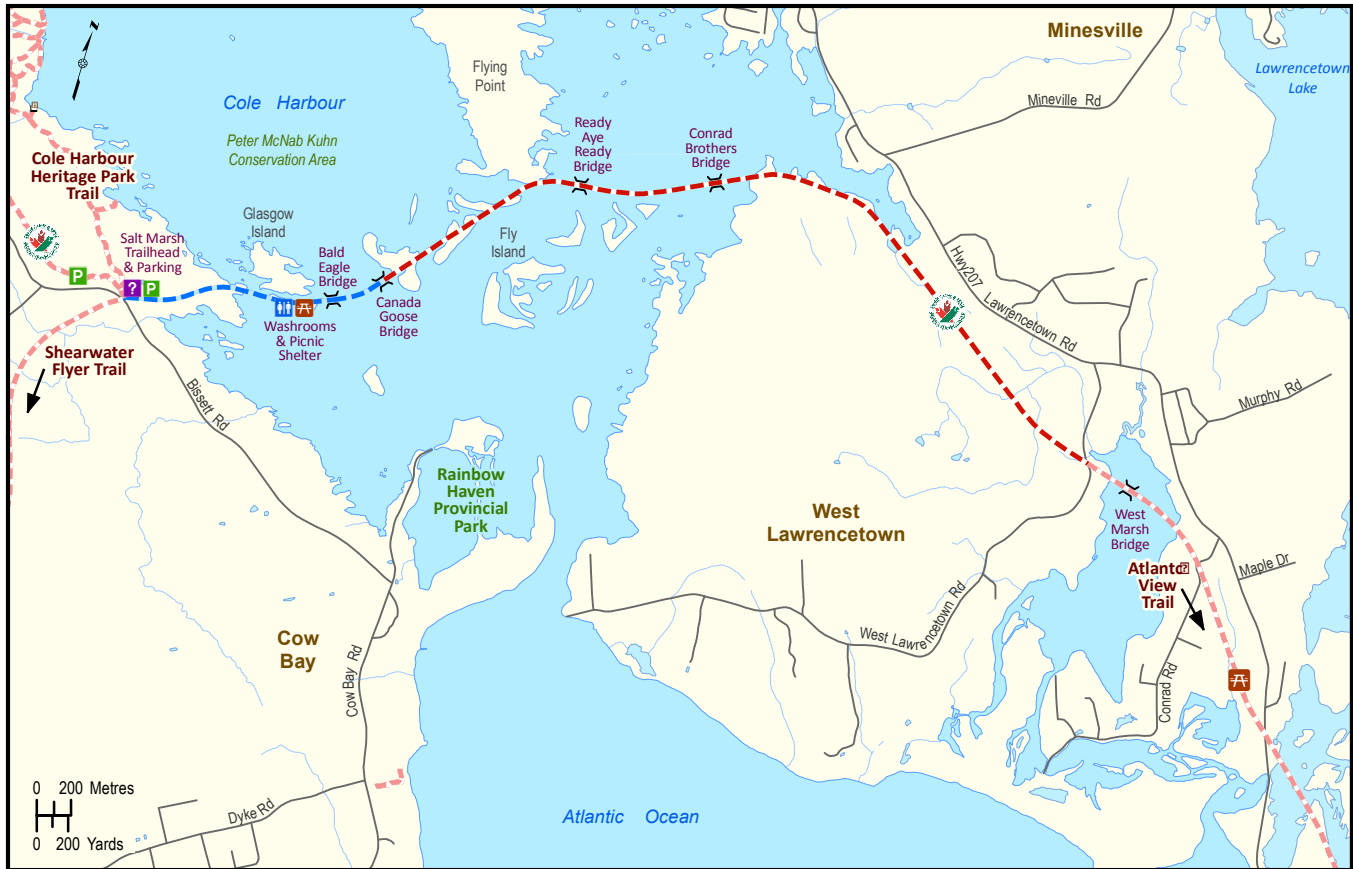 Minesville
N
Lawrencetown
Lake
Flying
Point
Cole Harbour
Mineville Rd
Peter McNab Kuhn
Conservation Area
Ready
Aye
Ready
Bridge
Conrad
Brothers
Bridge
Cole Harbour
Heritage Park
Trail
Glasgow
Island
Fly
Island
Salt Marsh
Trailhead
& Parking
Bald
Eagle
Bridge
P
? P
Canada
Goose
Bridge
Washrooms
& Picnic
Shelter
Hwy207
Lawrencetown Rd
Shearwater
Flyer Trail
Bissett Rd
Murphy Rd
Rainbow
Haven
Provincial
Park
West
Lawrencetown
West
Marsh
Bridge
Maple Dr
Atlantc
View
Trail
Cow
Bay
West Lawrencetown Rd
Cow Bay Rd
Conrad Rd
0 200 Metres
0 200 Yards
Dyke Rd
Atlantic Ocean